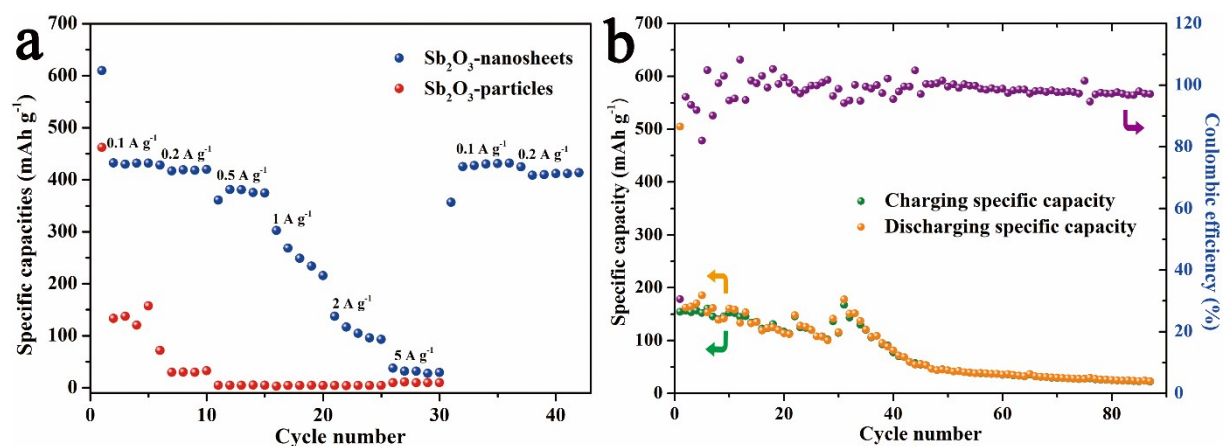 a
700
600
500
400
300
200
100
0
Specific capacities (mAh g⁻¹)
Sb₂O₃-nanosheets
Sb₂O₃-particles
0.1 A g⁻¹
0.2 A g⁻¹
0.5 A g⁻¹
1 A g⁻¹
2 A g⁻¹
5 A g⁻¹
0.1 A g⁻¹
0.2 A g⁻¹
0 10 20 30 40
Cycle number
b
700
600
500
400
300
200
100
0
Specific capacity (mAh g⁻¹)
Charging specific capacity
Discharging specific capacity
120
100
80
60
40
20
0
Coulombic efficiency (%)
0 20 40 60 80
Cycle number